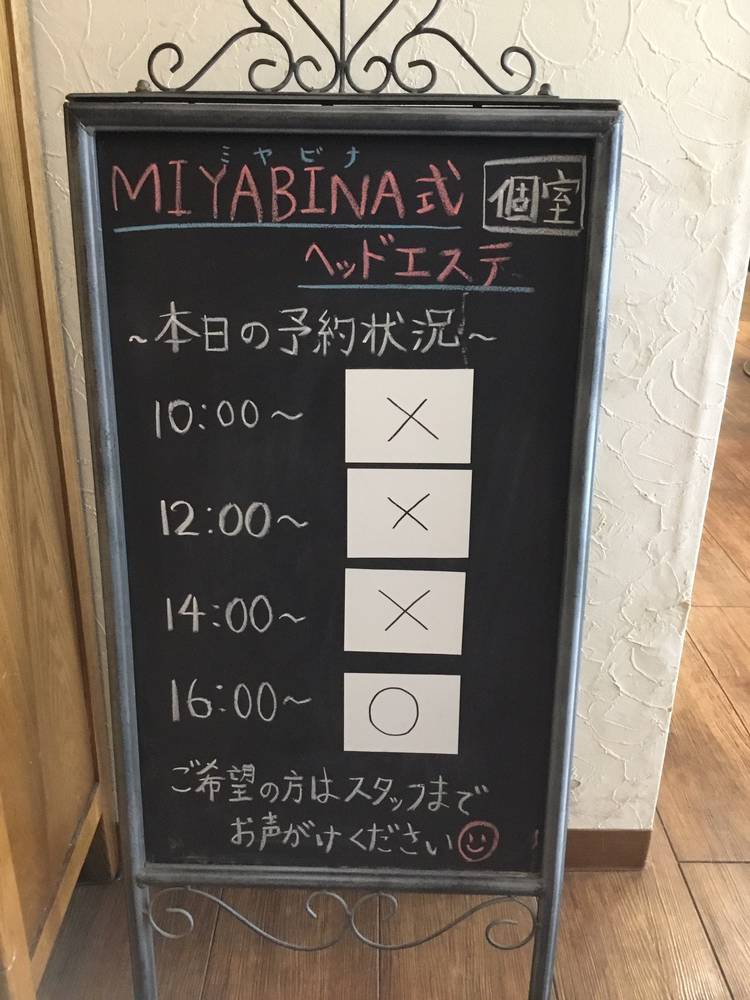 ミヤビナ
MIYABINA式 個室
ヘッドエステ
~本日の予約状況~
10:00~ ×
12:00~ ×
14:00~ ×
16:00~ ○
ご希望の方はスタッフまで
お声がけください